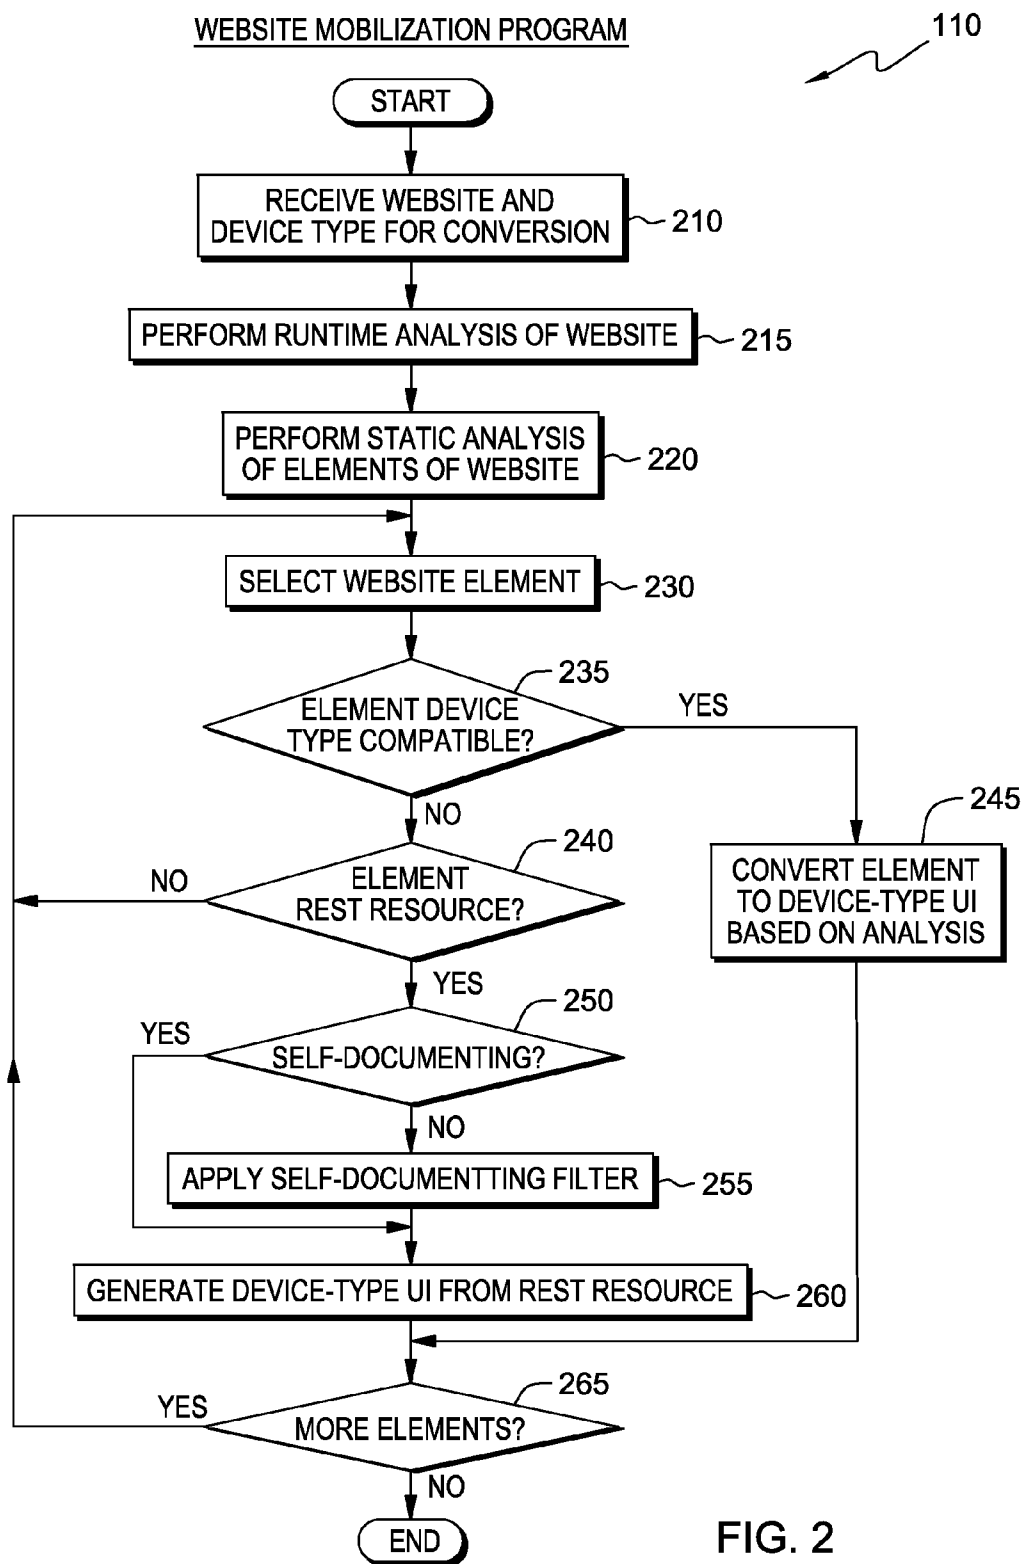 WEBSITE MOBILIZATION PROGRAM
110
START
RECEIVE WEBSITE AND
DEVICE TYPE FOR CONVERSION
210
PERFORM RUNTIME ANALYSIS OF WEBSITE
215
PERFORM STATIC ANALYSIS
OF ELEMENTS OF WEBSITE
220
SELECT WEBSITE ELEMENT
230
235
ELEMENT DEVICE
TYPE COMPATIBLE?
YES
NO
245
CONVERT ELEMENT
TO DEVICE-TYPE UI
BASED ON ANALYSIS
240
ELEMENT
REST RESOURCE?
NO
YES
250
SELF-DOCUMENTING?
YES
NO
APPLY SELF-DOCUMENTTING FILTER
255
GENERATE DEVICE-TYPE UI FROM REST RESOURCE
260
265
MORE ELEMENTS?
YES
NO
END
FIG. 2